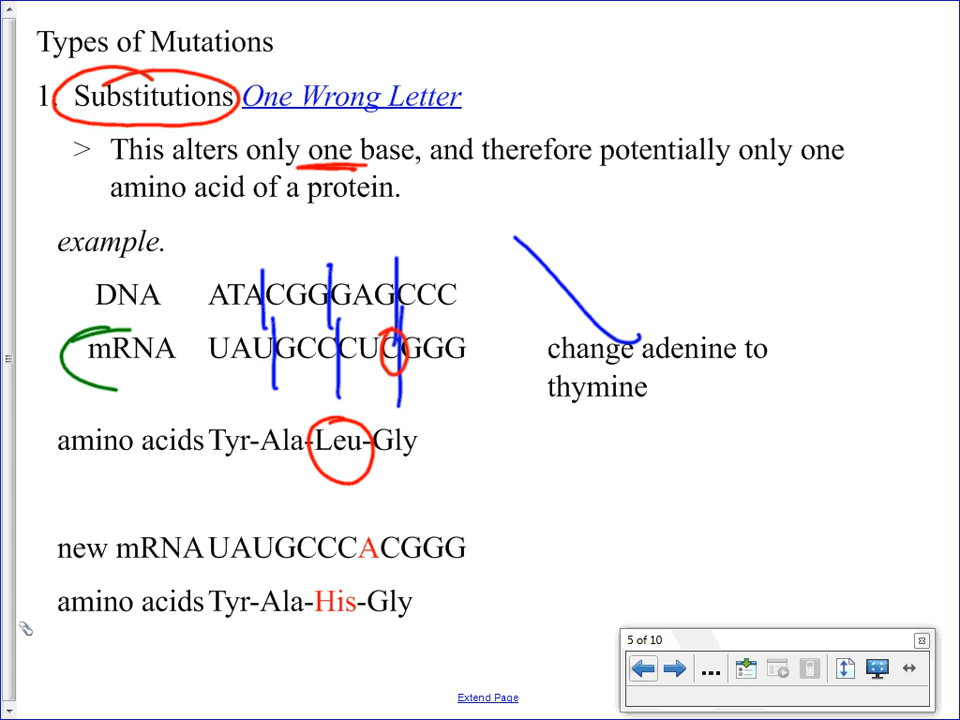 Types of Mutations
1. Substitutions One Wrong Letter
> This alters only one base, and therefore potentially only one
amino acid of a protein.
example.
DNA ATACGGGAGCCC
mRNA UAUGCCCUCGGG change adenine to
thymine
amino acids Tyr-Ala-Leu-Gly
new mRNA UAUGCCCACGGG
amino acids Tyr-Ala-His-Gly
5 of 10
...
Extend Page